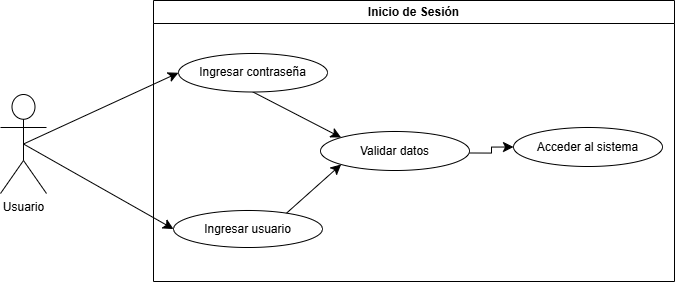 Inicio de Sesión
Ingresar contraseña
Validar datos
Acceder al sistema
Usuario
Ingresar usuario